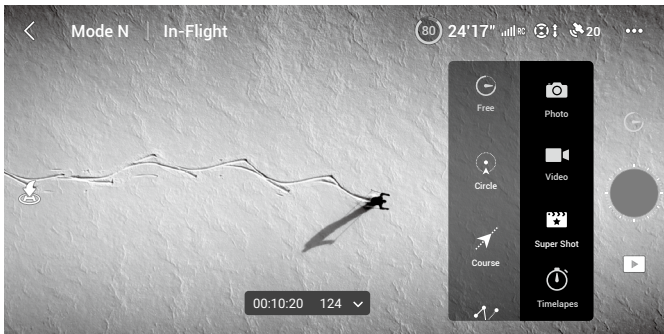 Mode N | In-Flight
80 24'17" RC 20
Free
Photo
Circle
Video
Course
Super Shot
Timelapes
00:10:20 124